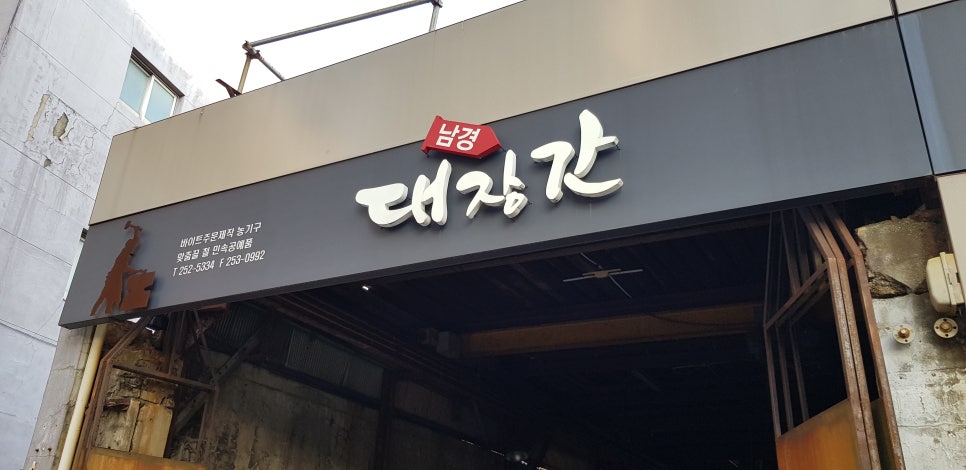 남경
대장간
바이트주문제작 농기구
맞춤끌 철 민속공예품
T 252-5334 F 253-0992